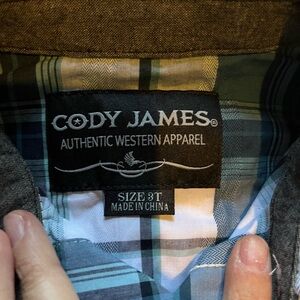 CODY JAMES®
AUTHENTIC WESTERN APPAREL
SIZE 3T
MADE IN CHINA